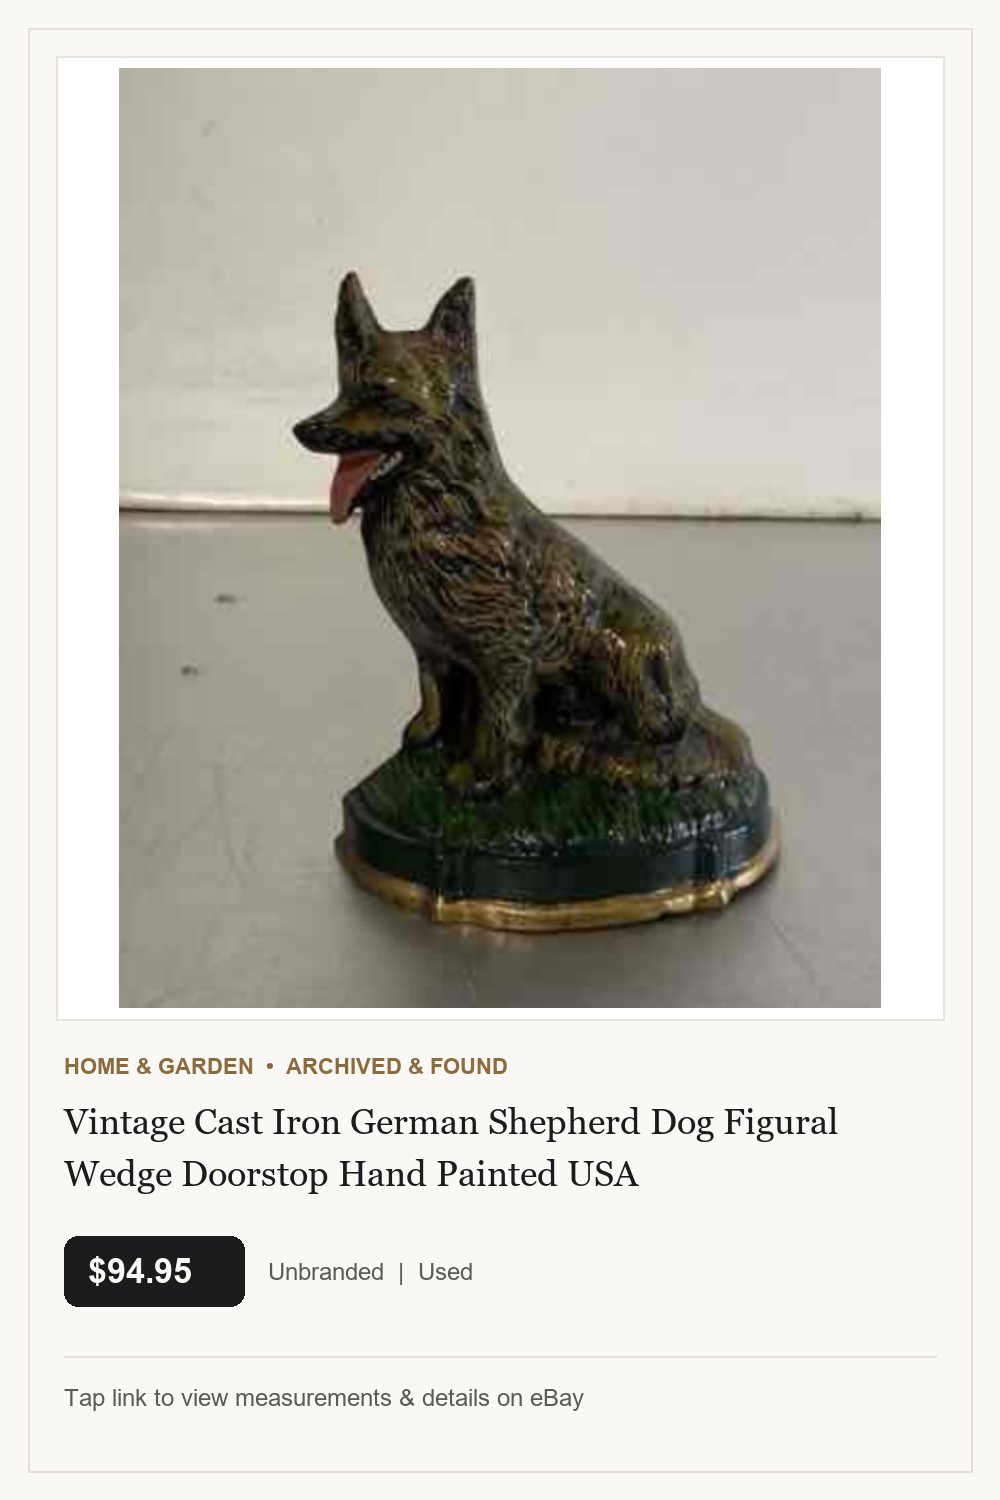 HOME & GARDEN • ARCHIVED & FOUND
Vintage Cast Iron German Shepherd Dog Figural
Wedge Doorstop Hand Painted USA
$94.95
Unbranded | Used
Tap link to view measurements & details on eBay